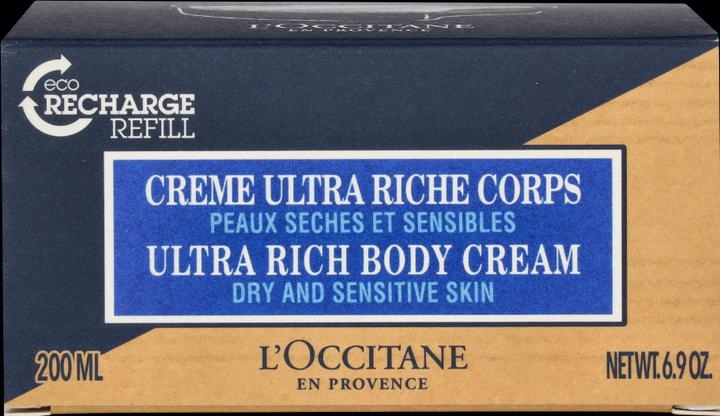 L'OCCITANE
EN PROVENCE
eco
RECHARGE
REFILL
CREME ULTRA RICHE CORPS
PEAUX SECHES ET SENSIBLES
ULTRA RICH BODY CREAM
DRY AND SENSITIVE SKIN
200 ML
L'OCCITANE
EN PROVENCE
NET WT. 6.9 OZ.